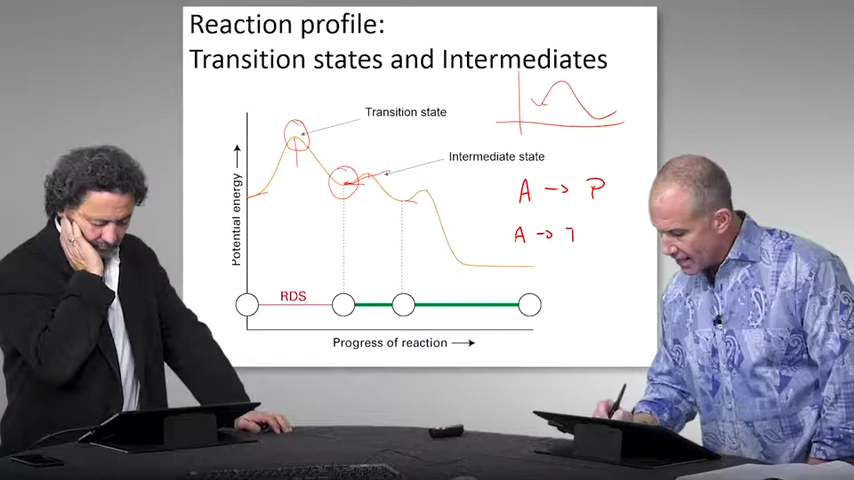 Reaction profile:
Transition states and Intermediates
Transition state
Intermediate state
Potential energy
A → P
A →
RDS
Progress of reaction